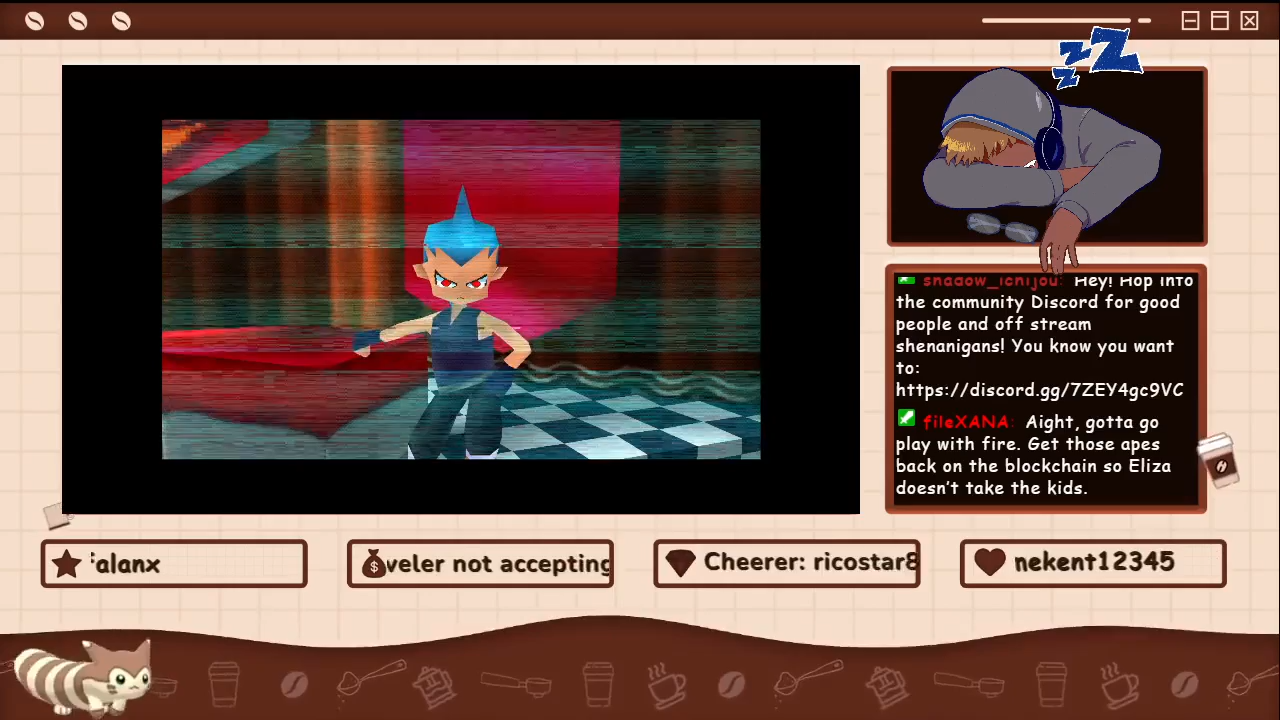 zzZ
shadow_ichijou: Hey! Hop into
the community Discord for good
people and off stream
shenanigans! You know you want
to:
https://discord.gg/7ZEY4gc9VC
fileXANA: Aight, gotta go
play with fire. Get those apes
back on the blockchain so Eliza
doesn't take the kids.
alanx
veler not accepting
Cheerer: ricostar8
nekent12345